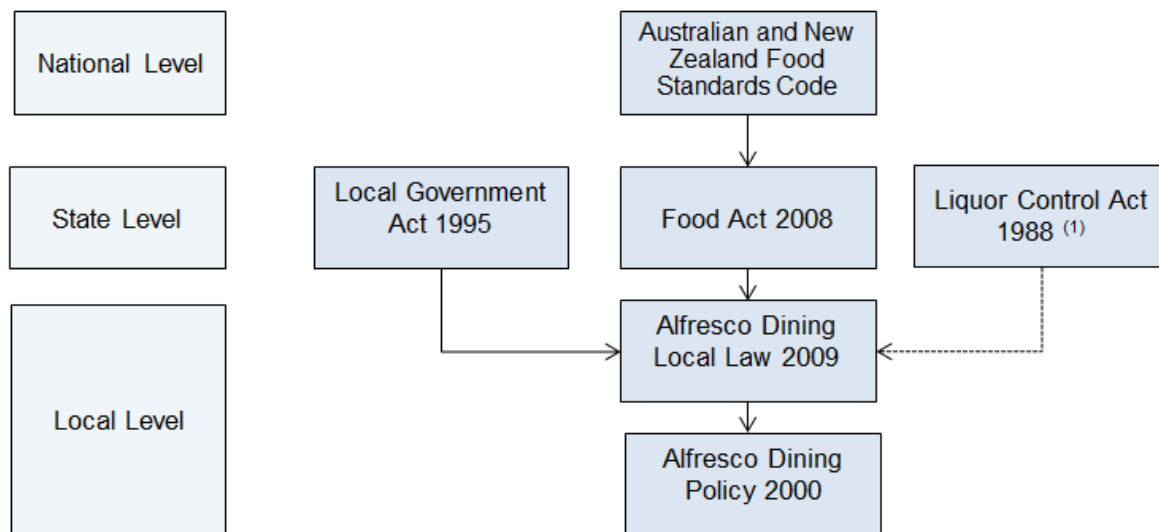 National Level
Australian and New
Zealand Food
Standards Code
State Level
Local Government
Act 1995
Food Act 2008
Liquor Control Act
1988 (1)
Local Level
Alfresco Dining
Local Law 2009
Alfresco Dining
Policy 2000